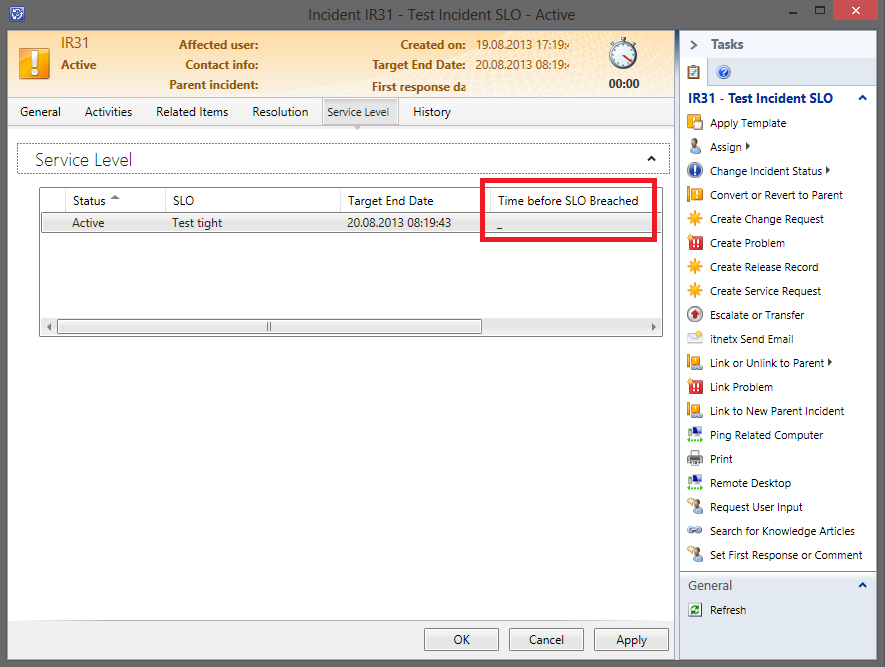 Incident IR31 - Test Incident SLO - Active
IR31
Active
Affected user:
Contact info:
Parent incident:
Created on: 19.08.2013 17:19:4
Target End Date: 20.08.2013 08:19:4
First response da
00:00
General Activities Related Items Resolution Service Level History
Service Level
Status SLO Target End Date Time before SLO Breached
Active Test tight 20.08.2013 08:19:43 _
OK Cancel Apply
Tasks
IR31 - Test Incident SLO
Apply Template
Assign
Change Incident Status
Convert or Revert to Parent
Create Change Request
Create Problem
Create Release Record
Create Service Request
Escalate or Transfer
itnetx Send Email
Link or Unlink to Parent
Link Problem
Link to New Parent Incident
Ping Related Computer
Print
Remote Desktop
Request User Input
Search for Knowledge Articles
Set First Response or Comment
General
Refresh